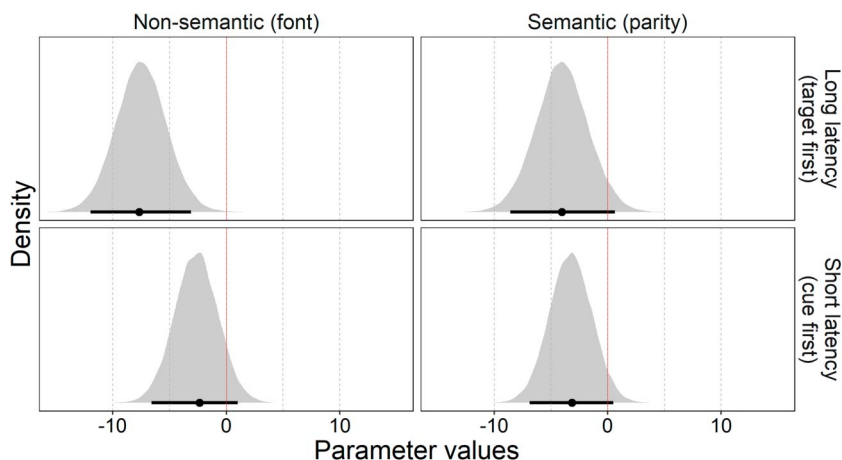 Non-semantic (font)
Semantic (parity)
Long latency
(target first)
Short latency
(cue first)
Density
-10
0
10
-10
0
10
Parameter values